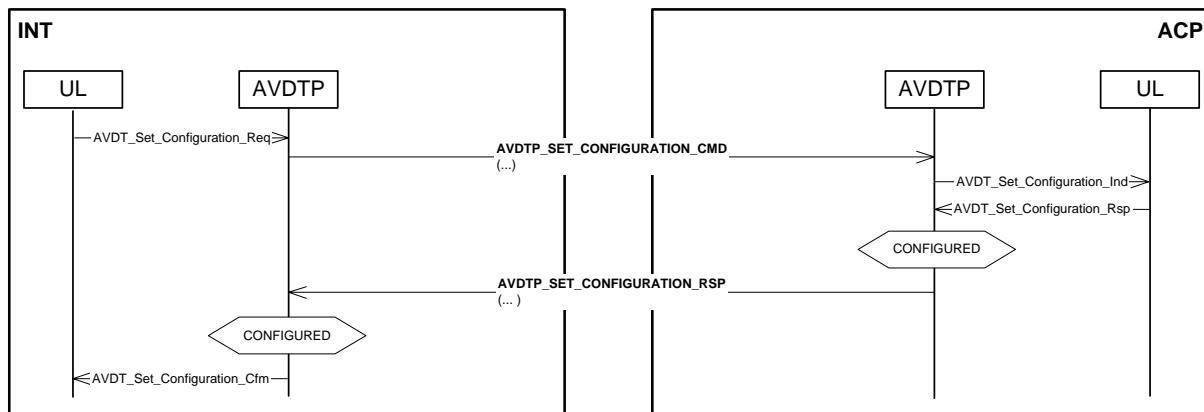 INT
ACP
UL
AVDTP
AVDTP
UL
AVDT_Set_Configuration_Req
AVDTP_SET_CONFIGURATION_CMD
(...)
AVDT_Set_Configuration_Ind
AVDT_Set_Configuration_Rsp
CONFIGURED
AVDTP_SET_CONFIGURATION_RSP
(... )
CONFIGURED
AVDT_Set_Configuration_Cfm